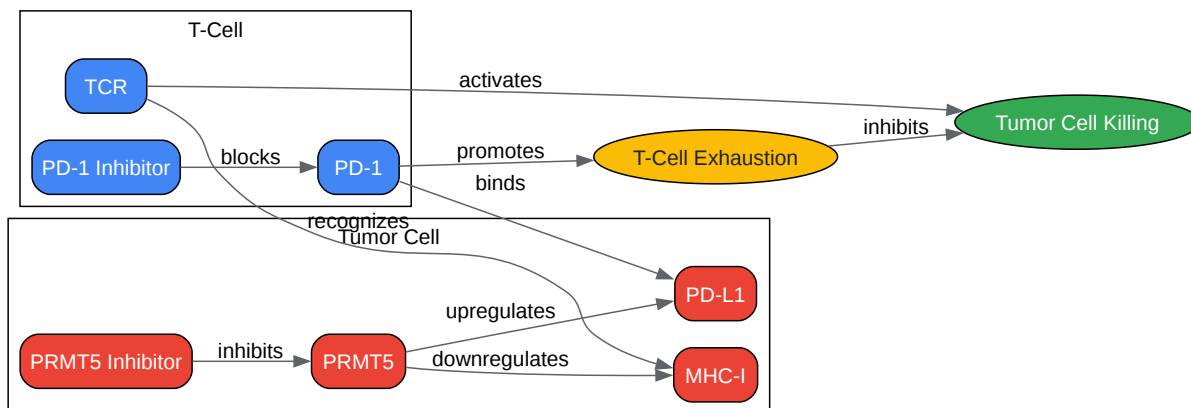 T-Cell
TCR
activates
Tumor Cell Killing
inhibits
PD-1 Inhibitor
blocks
PD-1
promotes
T-Cell Exhaustion
binds
recognizes
Tumor Cell
PD-L1
upregulates
PRMT5 Inhibitor
inhibits
PRMT5
downregulates
MHC-I